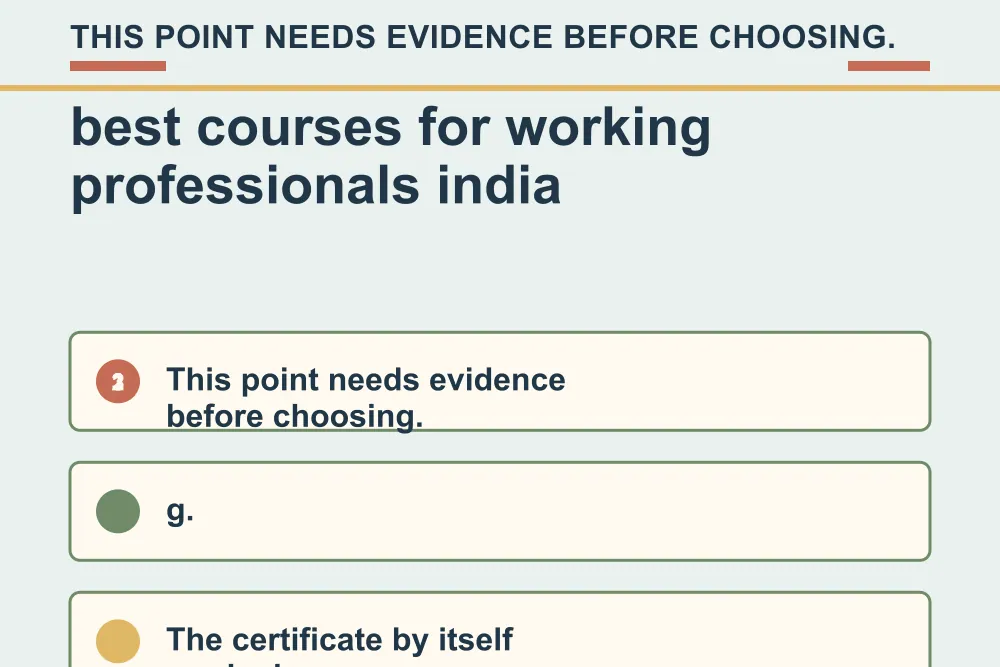 THIS POINT NEEDS EVIDENCE BEFORE CHOOSING.
best courses for working
professionals india
This point needs evidence
before choosing.
g.
The certificate by itself